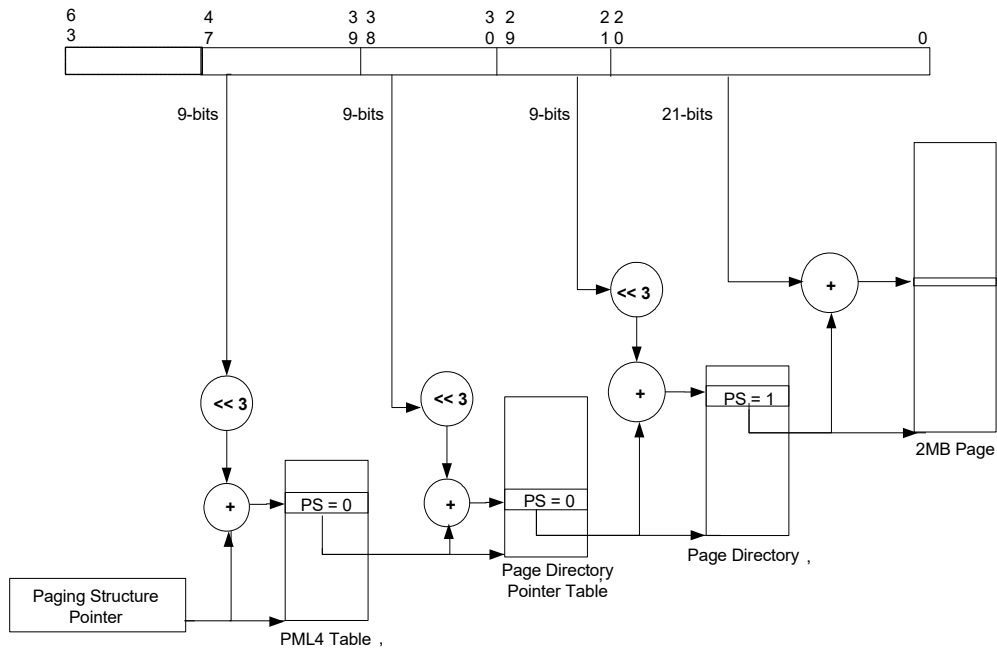 6 4 3 3 3 2 2 2
3 7 9 8 0 9 1 0 0
9-bits 9-bits 9-bits 21-bits
<< 3
+
<< 3
<< 3
+
PS = 1
2MB Page
+
PS = 0
+
PS = 0
Page Directory ,
Page Directory,
Pointer Table
Paging Structure
Pointer
PML4 Table ,